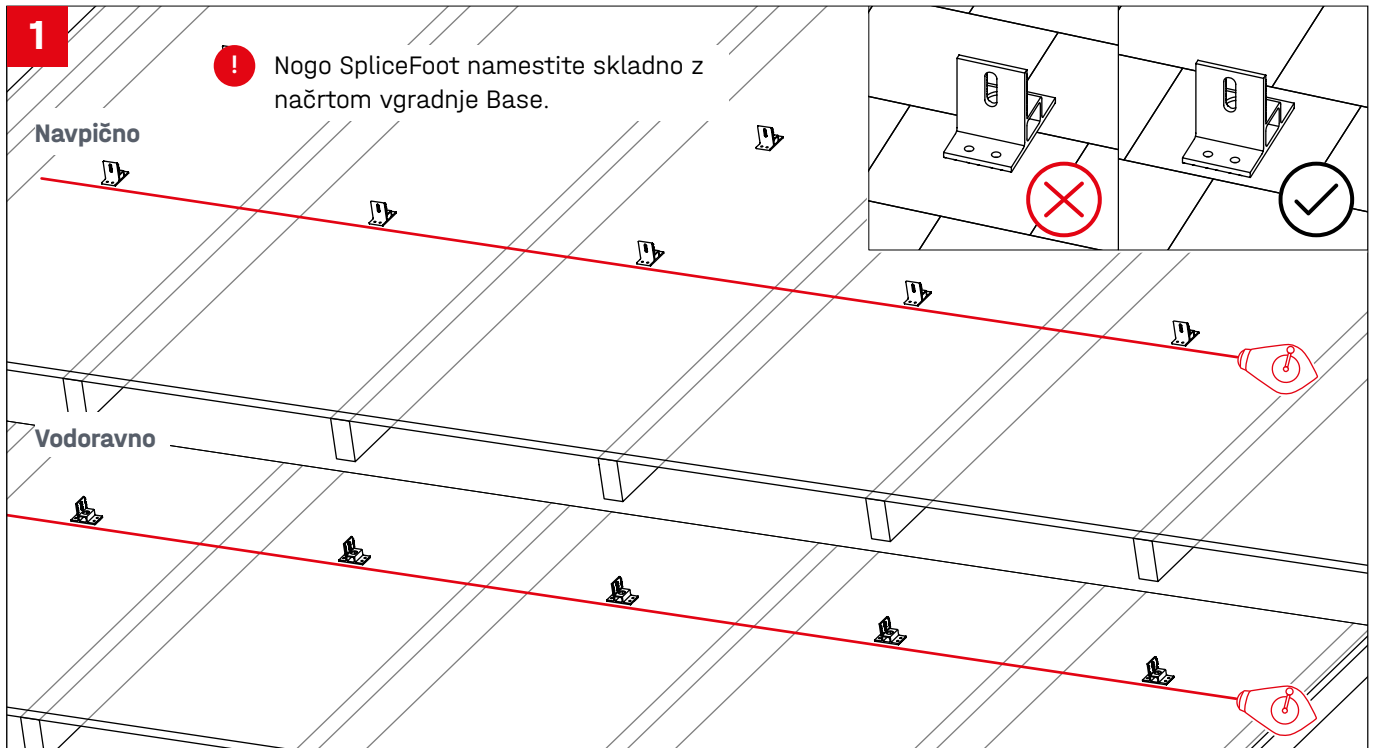 1
! Nogo SpliceFoot namestite skladno z
načrtom vgradnje Base.
Navpično
Vodoravno